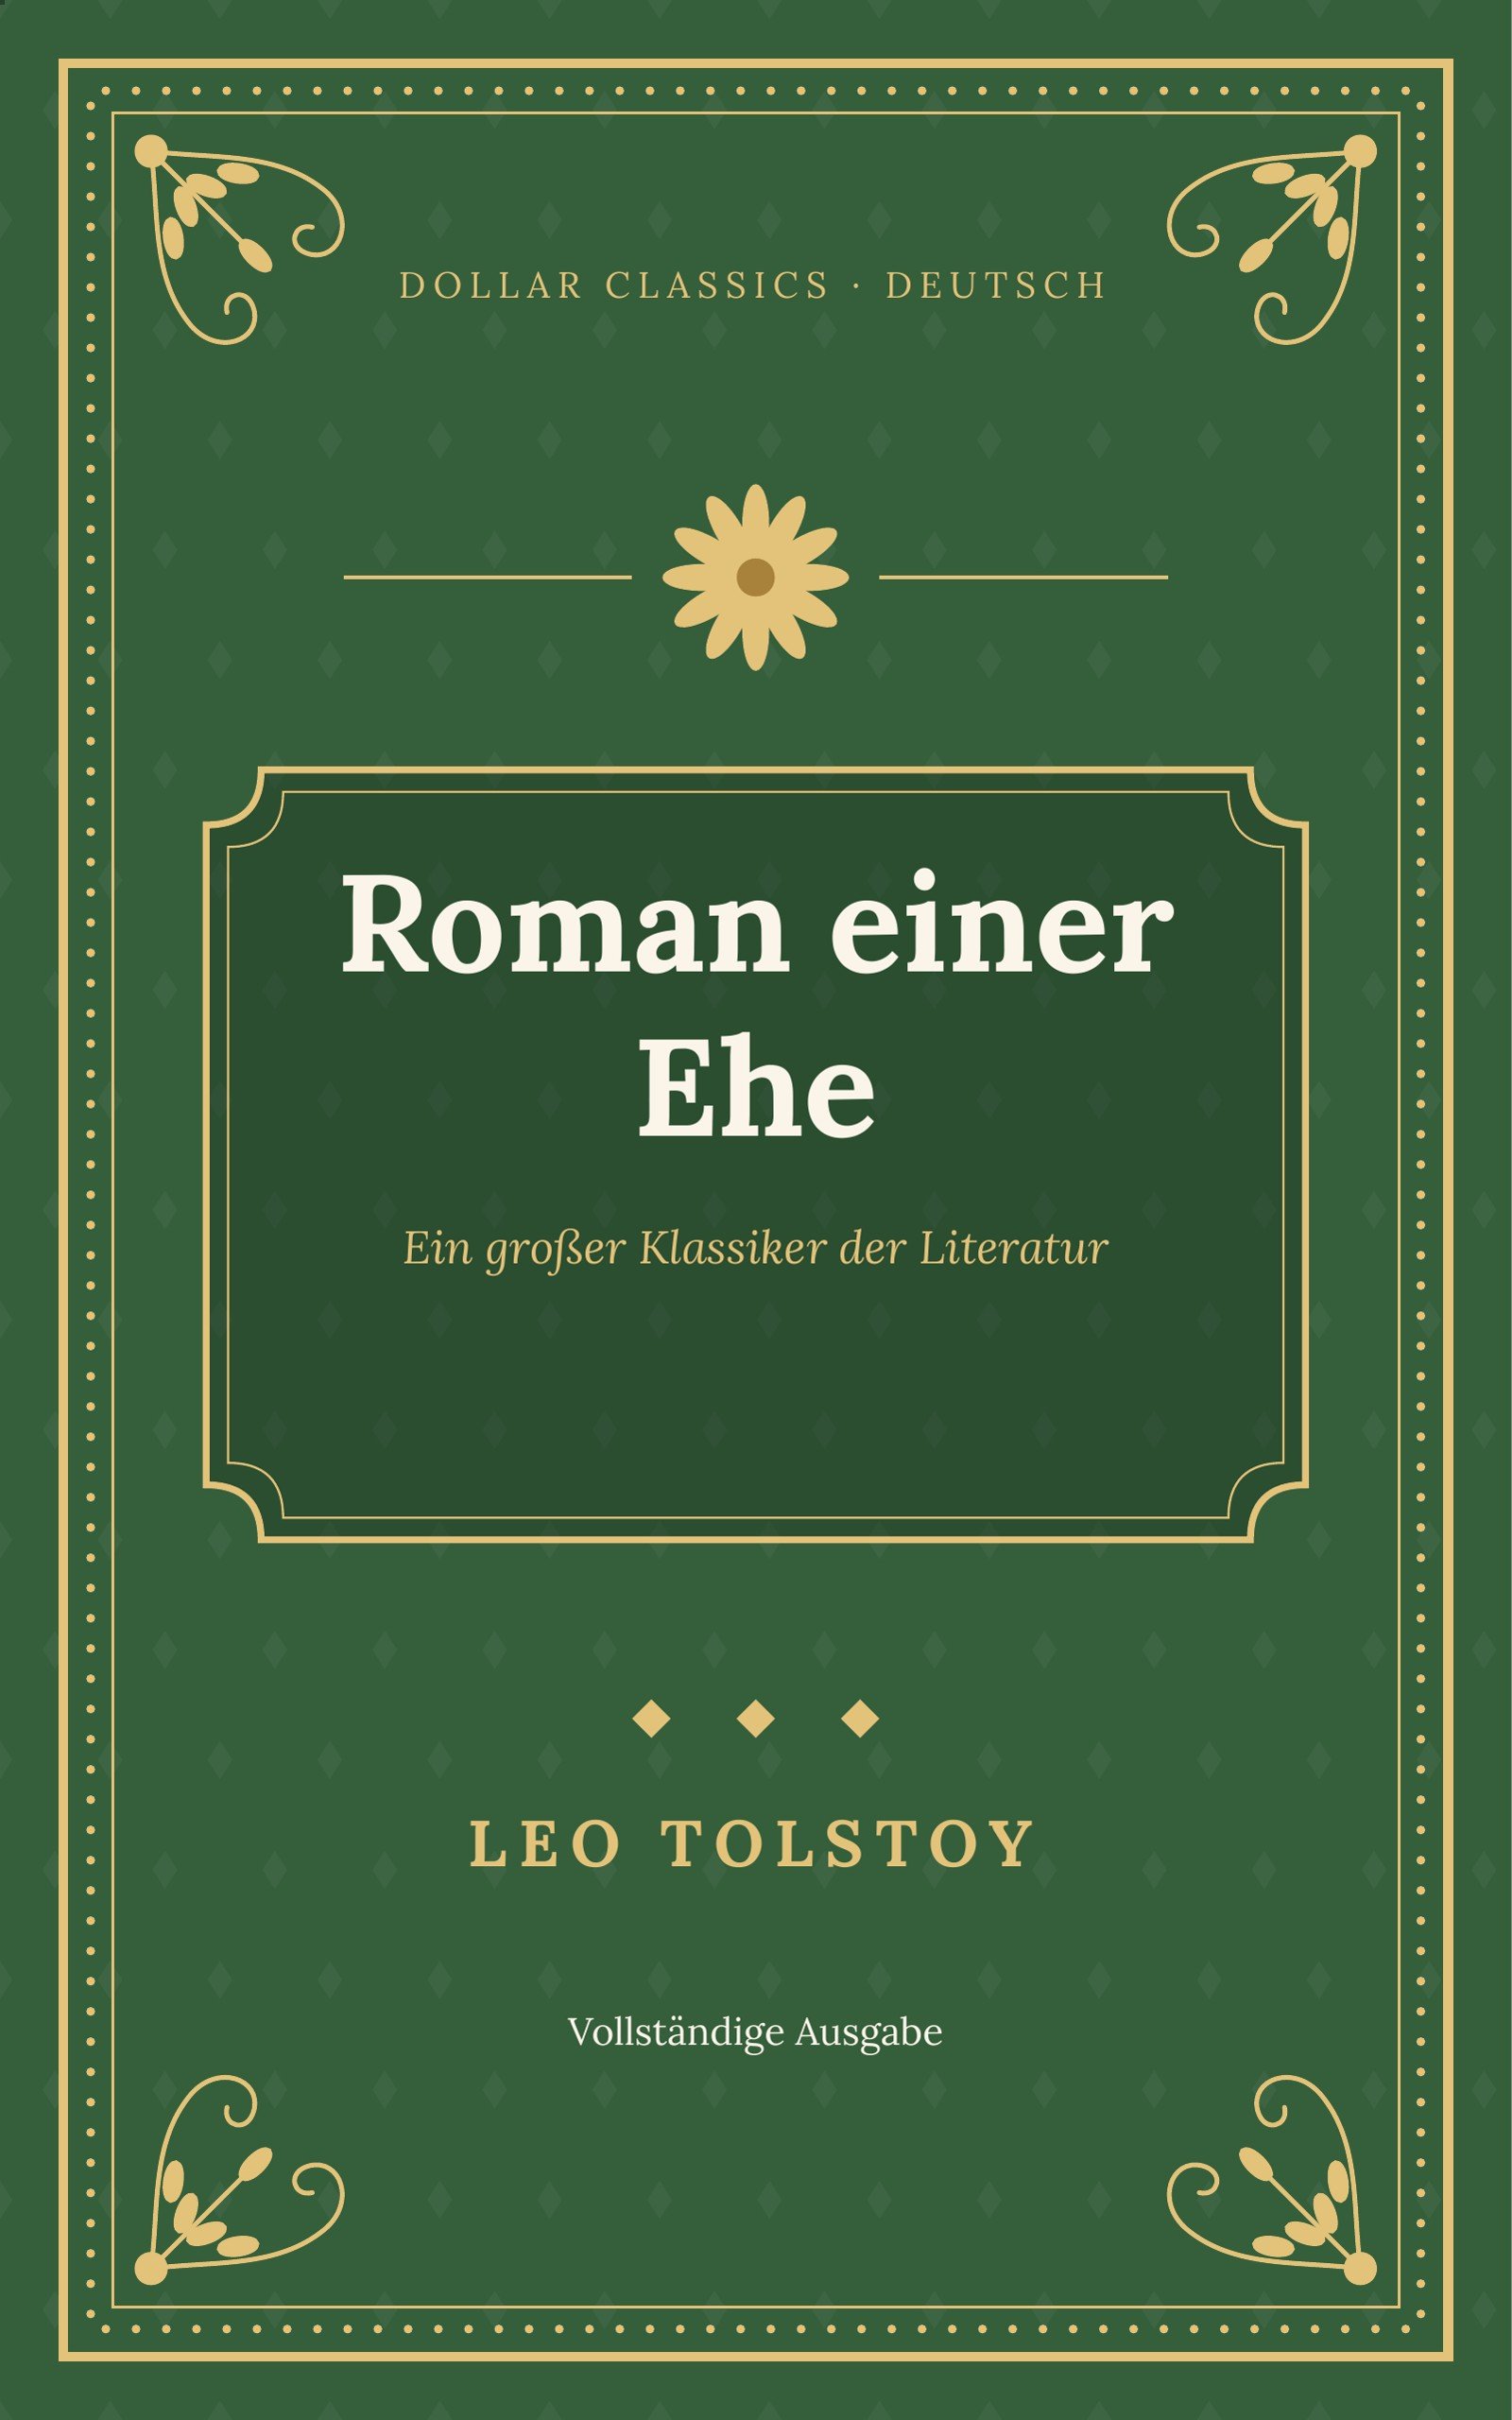 DOLLAR CLASSICS · DEUTSCH
Roman einer
Ehe
Ein großer Klassiker der Literatur
LEO TOLSTOY
Vollständige Ausgabe